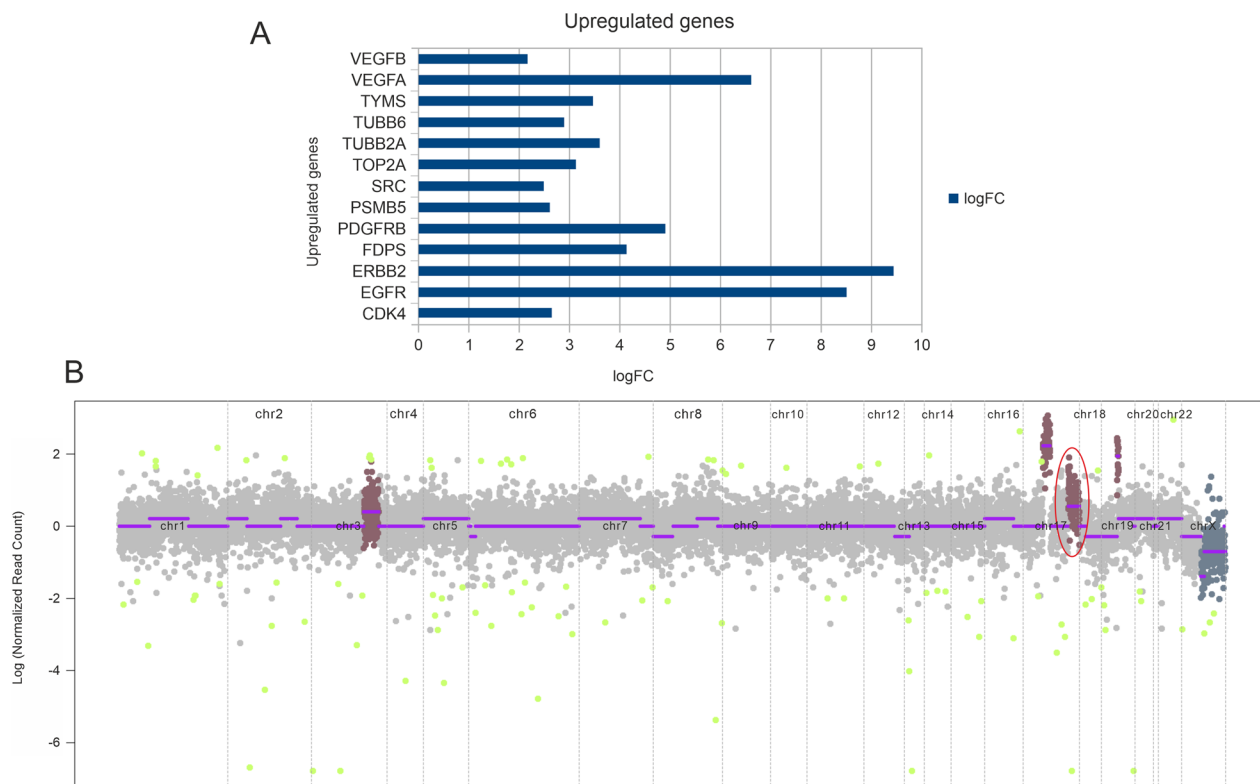 A
Upregulated genes
Upregulated genes
VEGFB
VEGFA
TYMS
TUBB6
TUBB2A
TOP2A
SRC
PSMB5
PDGFRB
FDPS
ERBB2
EGFR
CDK4
logFC
0 1 2 3 4 5 6 7 8 9 10
logFC
B
chr2 chr4 chr6 chr8 chr10 chr12 chr14 chr16 chr18 chr20 chr22
Log (Normalized Read Count)
2
0
-2
-4
-6
chr1 chr3 chr5 chr7 chr9 chr11 chr13 chr15 chr17 chr19 chr21 chrX